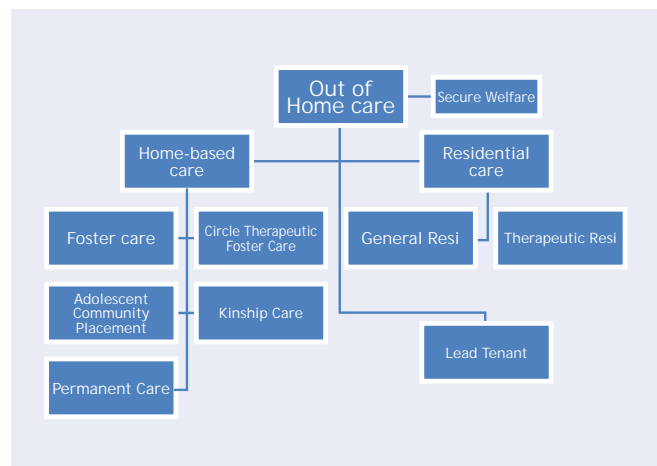 Out of
Home care
Secure Welfare
Home-based
care
Residential
care
Foster care
Circle Therapeutic
Foster Care
General Resi
Therapeutic Resi
Adolescent
Community
Placement
Kinship Care
Lead Tenant
Permanent Care